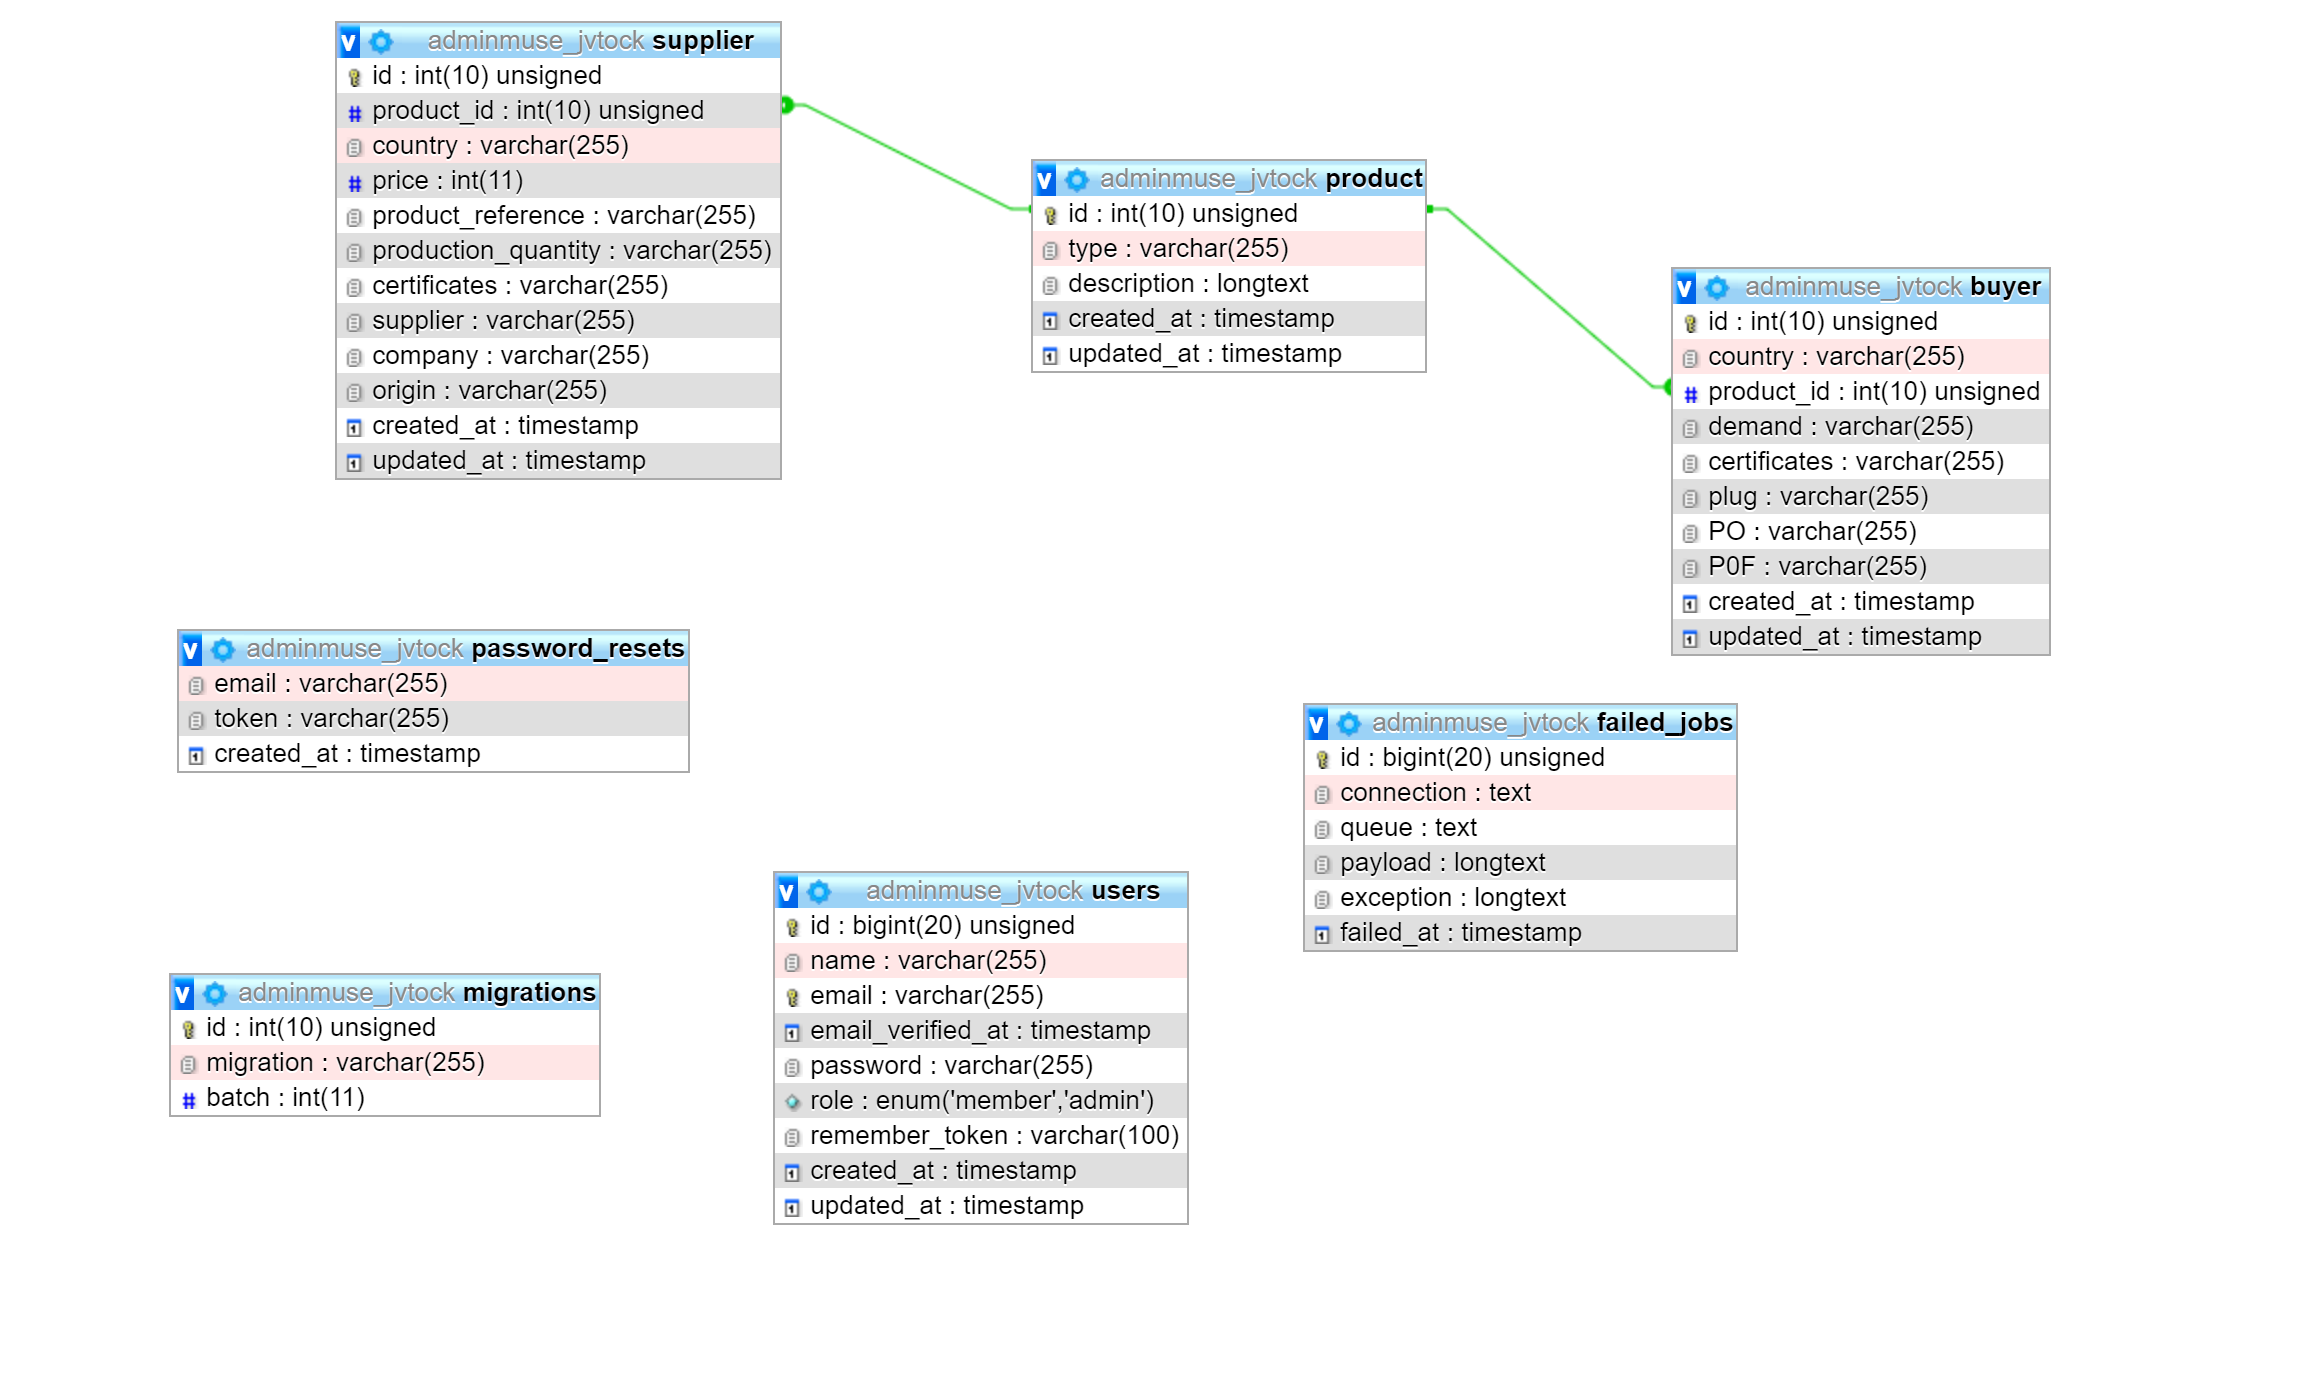 v adminmuse_jvtock supplier
id : int(10) unsigned
# product_id : int(10) unsigned
country : varchar(255)
# price : int(11)
product_reference : varchar(255)
production_quantity : varchar(255)
certificates : varchar(255)
supplier : varchar(255)
company : varchar(255)
origin : varchar(255)
created_at : timestamp
updated_at : timestamp
v adminmuse_jvtock product
id : int(10) unsigned
type : varchar(255)
description : longtext
created_at : timestamp
updated_at : timestamp
v adminmuse_jvtock buyer
id : int(10) unsigned
country : varchar(255)
# product_id : int(10) unsigned
demand : varchar(255)
certificates : varchar(255)
plug : varchar(255)
PO : varchar(255)
P0F : varchar(255)
created_at : timestamp
updated_at : timestamp
v adminmuse_jvtock password_resets
email : varchar(255)
token : varchar(255)
created_at : timestamp
v adminmuse_jvtock failed_jobs
id : bigint(20) unsigned
connection : text
queue : text
payload : longtext
exception : longtext
failed_at : timestamp
v adminmuse_jvtock users
id : bigint(20) unsigned
name : varchar(255)
email : varchar(255)
email_verified_at : timestamp
password : varchar(255)
role : enum('member','admin')
remember_token : varchar(100)
created_at : timestamp
updated_at : timestamp
v adminmuse_jvtock migrations
id : int(10) unsigned
migration : varchar(255)
# batch : int(11)